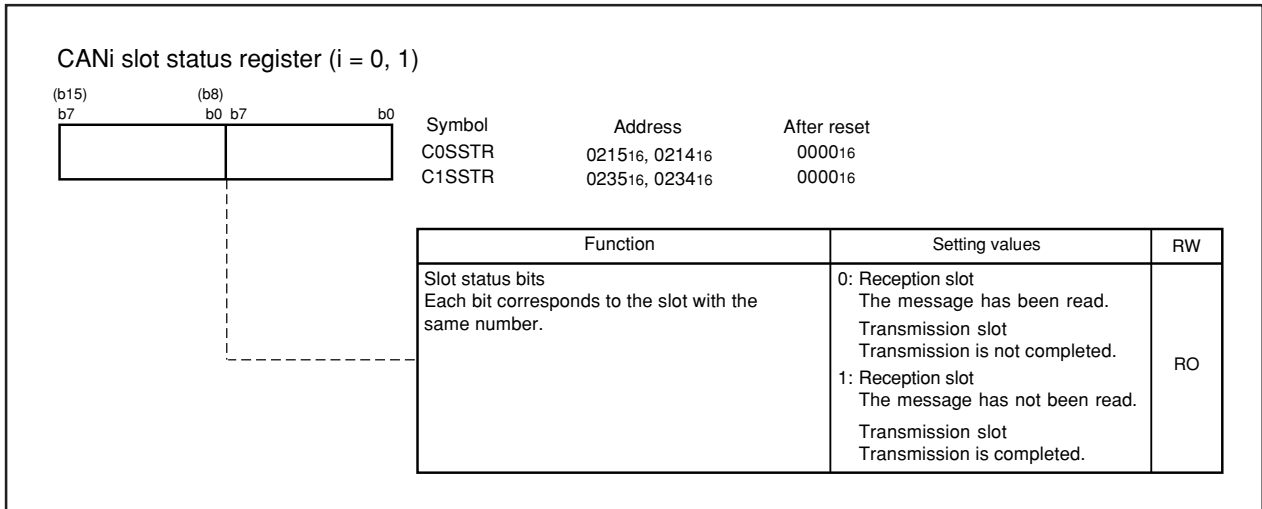 CANi slot status register (i = 0, 1)
(b15) (b8)
b7 b0 b7 b0
Symbol Address After reset
C0SSTR 021516, 021416 000016
C1SSTR 023516, 023416 000016
Function Setting values RW
Slot status bits
Each bit corresponds to the slot with the
same number.
0: Reception slot
The message has been read.
Transmission slot
Transmission is not completed.
1: Reception slot
The message has not been read.
Transmission slot
Transmission is completed.
RO